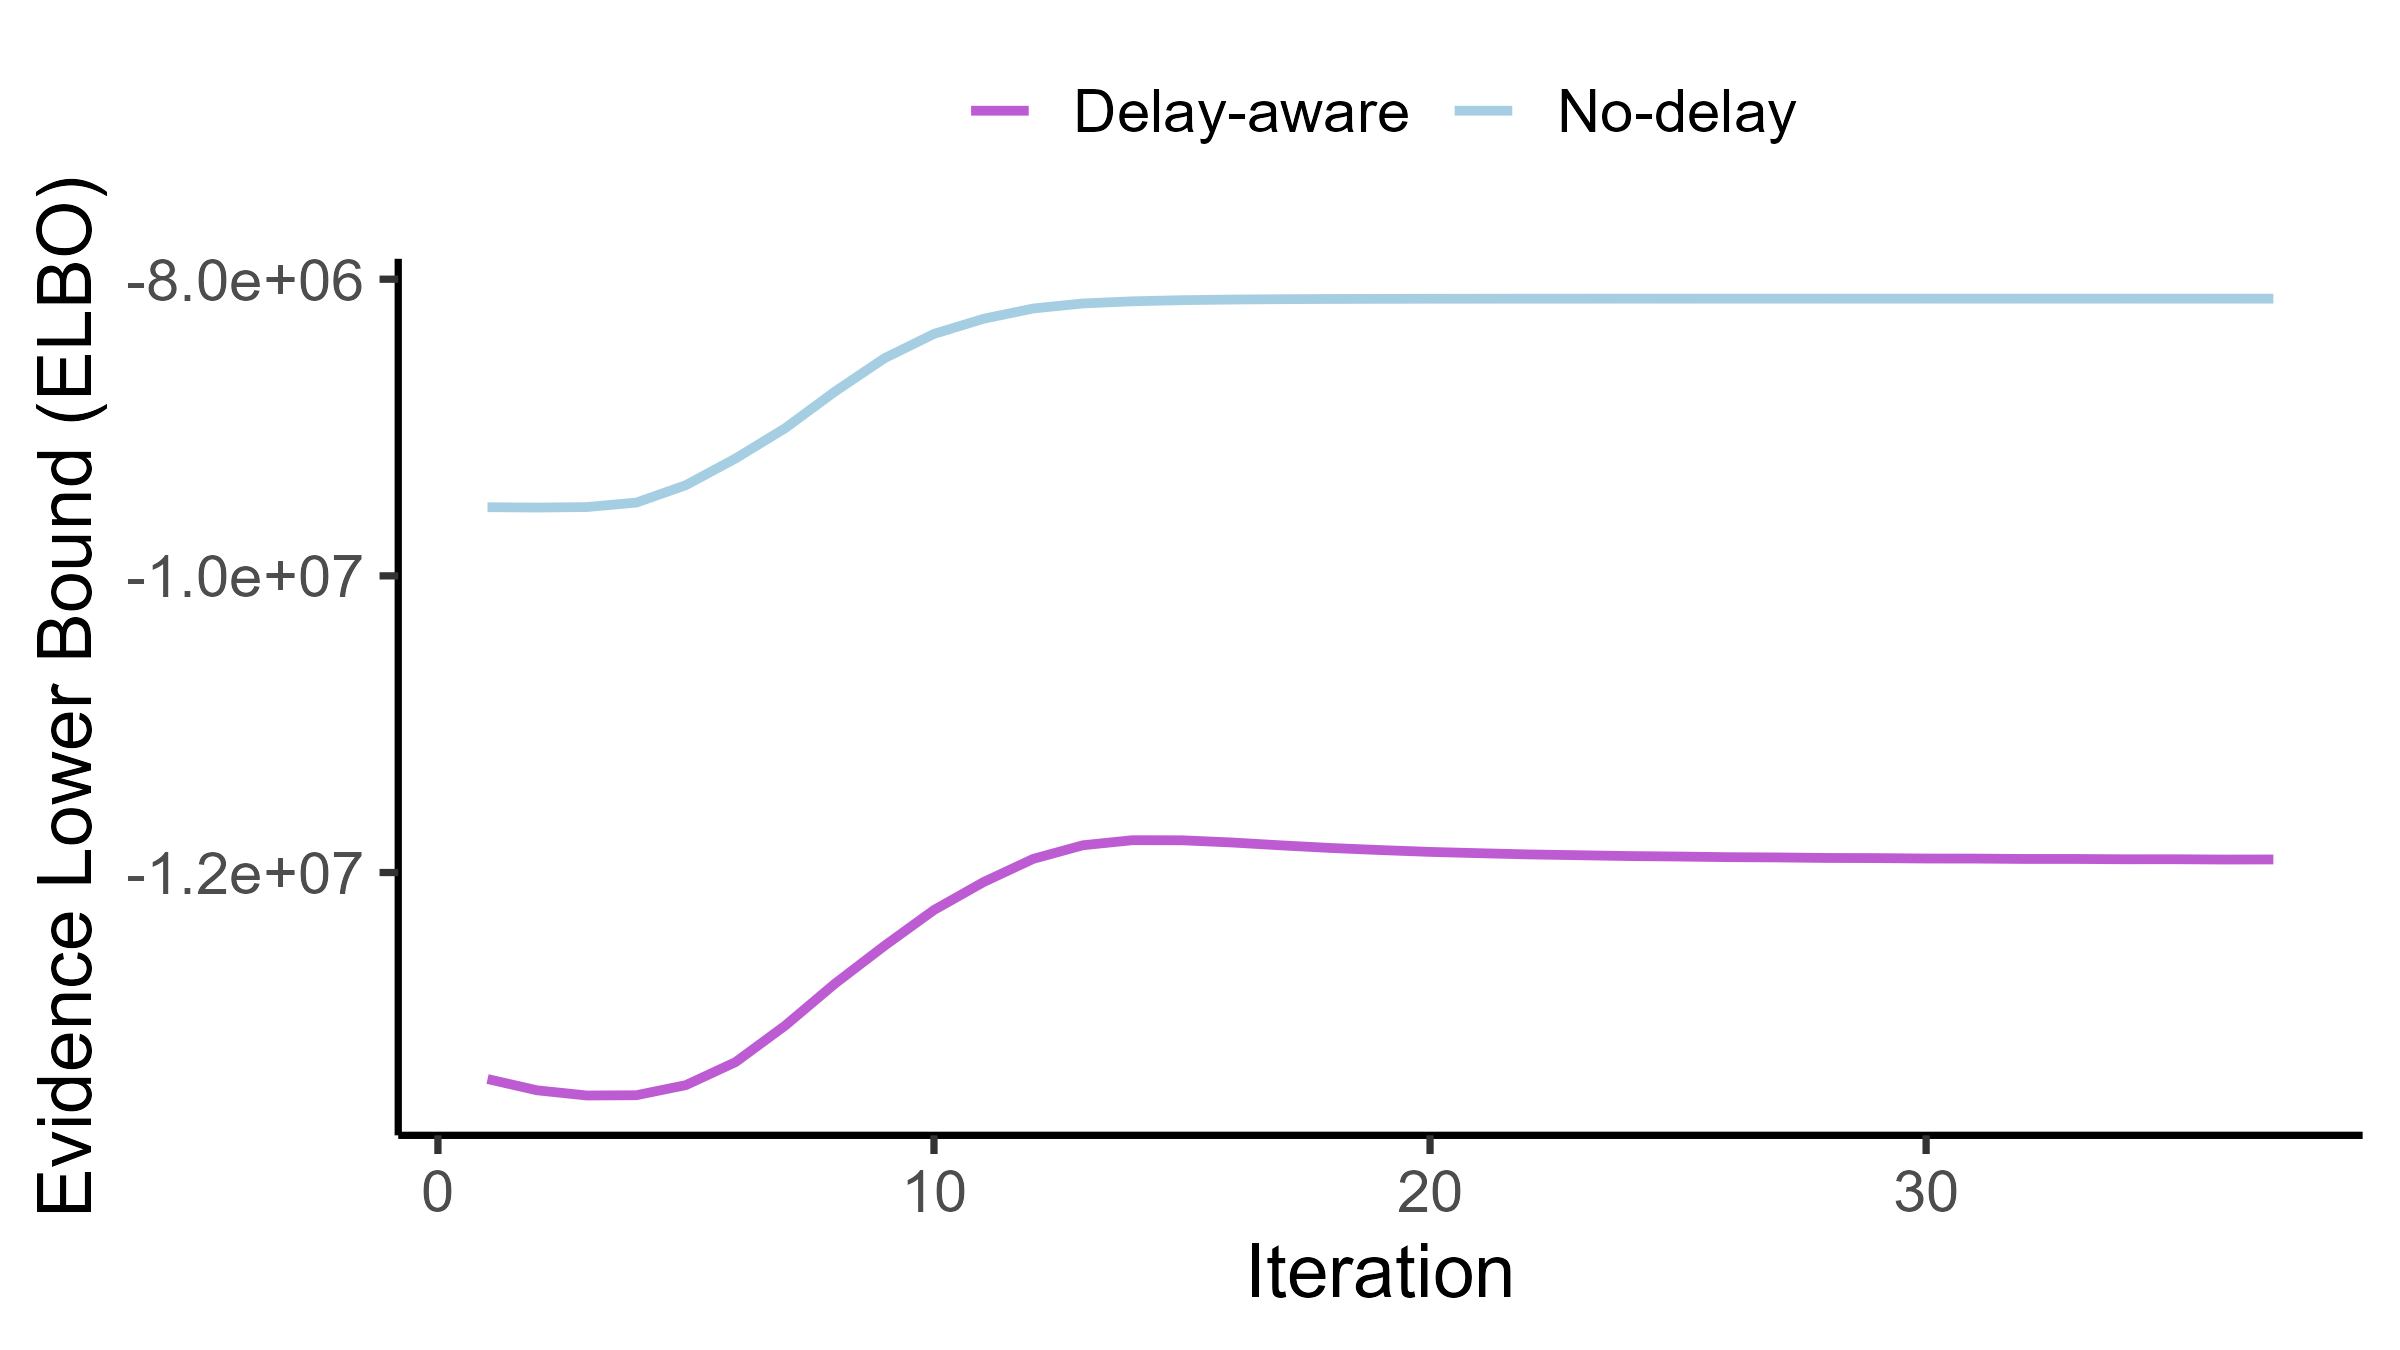 Delay-aware No-delay
Evidence Lower Bound (ELBO)
-8.0e+06
-1.0e+07
-1.2e+07
0 10 20 30
Iteration